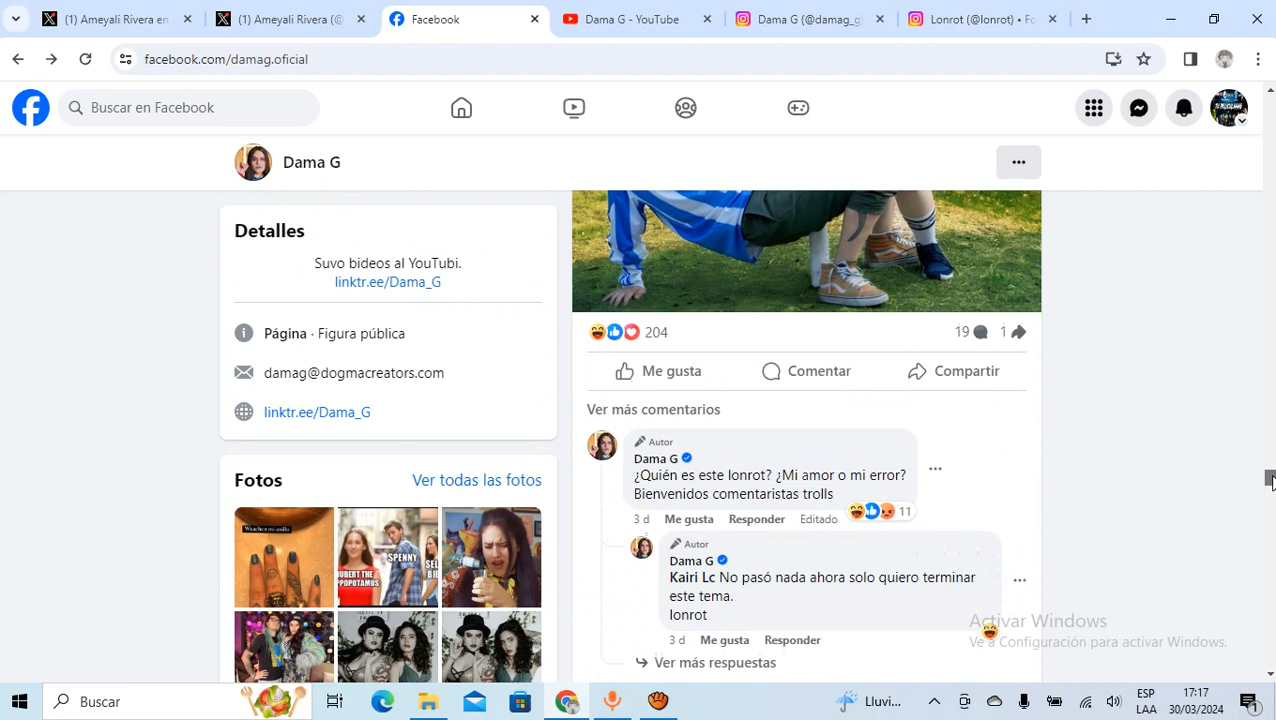 (1) Ameyali Rivera en
(1) Ameyali Rivera (@
Facebook
Dama G - YouTube
Dama G (@damag_g
Lonrot (@lonrot) • Fo
facebook.com/damag.oficial
Buscar en Facebook
Dama G
Detalles
Suvo bideos al YouTubi.
linktr.ee/Dama_G
Página · Figura pública
damag@dogmacreators.com
linktr.ee/Dama_G
Fotos
Ver todas las fotos
SPENNY
204
19
1
Me gusta
Comentar
Compartir
Ver más comentarios
Autor
Dama G
¿Quién es este lonrot? ¿Mi amor o mi error?
Bienvenidos comentaristas trolls
3 d Me gusta Responder Editado
11
Autor
Dama G
Kairi Lc No pasó nada ahora solo quiero terminar
este tema.
lonrot
3 d Me gusta Responder
Ver más respuestas
Activar Windows
Ve a Configuración para activar Windows.
Buscar
Lluvi...
ESP
LAA
17:17
30/03/2024
1